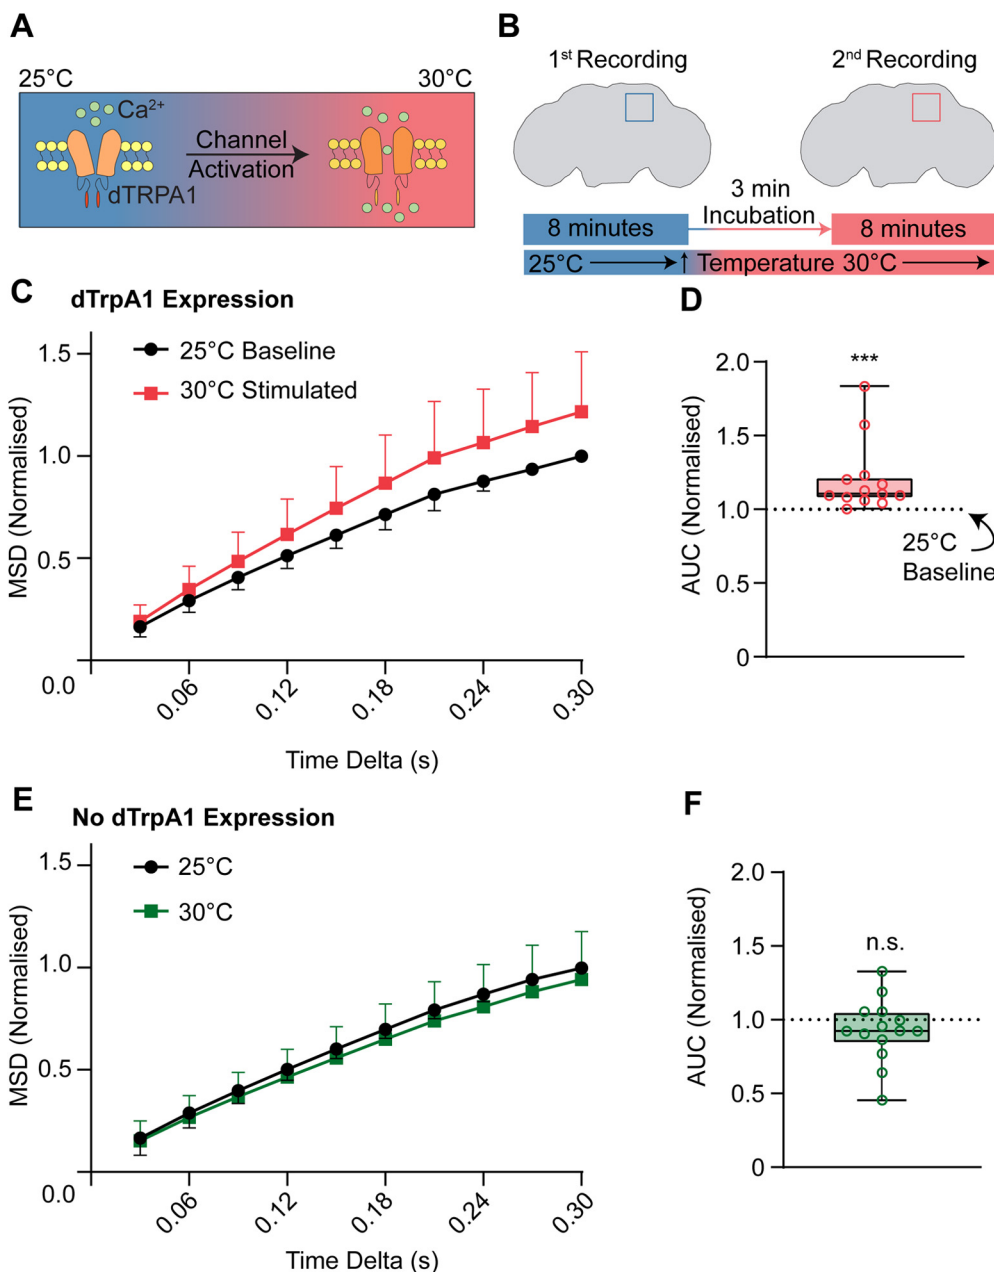 A
25°C
30°C
Ca²⁺
Channel
Activation
dTRPA1
B
1st Recording
2nd Recording
3 min
Incubation
8 minutes
8 minutes
25°C
Temperature 30°C
C
dTrpA1 Expression
25°C Baseline
30°C Stimulated
MSD (Normalised)
1.5
1.0
0.5
0.0
0.06
0.12
0.18
0.24
0.30
Time Delta (s)
D
***
AUC (Normalised)
2.0
1.5
1.0
0.5
0
25°C
Baseline
E
No dTrpA1 Expression
25°C
30°C
MSD (Normalised)
1.5
1.0
0.5
0.0
0.06
0.12
0.18
0.24
0.30
Time Delta (s)
F
n.s.
AUC (Normalised)
2.0
1.5
1.0
0.5
0